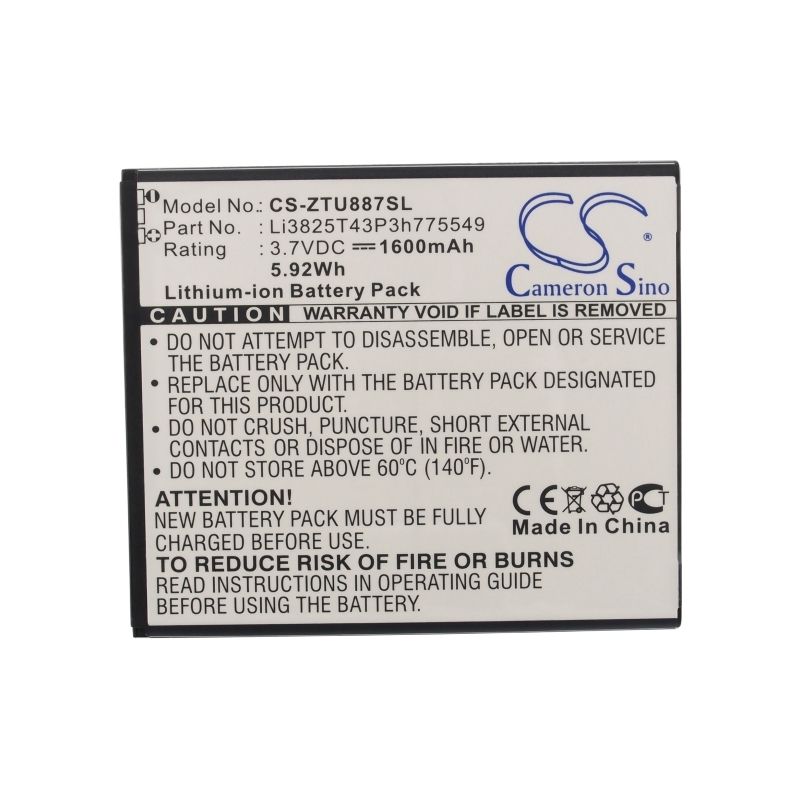 Model No.: CS-ZTU887SL
Part No. : Li3825T43P3h775549
Rating : 3.7VDC 1600mAh
5.92Wh
Lithium-ion Battery Pack
CS
®
Cameron Sino
CAUTION WARRANTY VOID IF LABEL IS REMOVED
• DO NOT ATTEMPT TO DISASSEMBLE, OPEN OR SERVICE
THE BATTERY PACK.
• REPLACE ONLY WITH THE BATTERY PACK DESIGNATED
FOR THIS PRODUCT.
• DO NOT CRUSH, PUNCTURE, SHORT EXTERNAL
CONTACTS OR DISPOSE OF IN FIRE OR WATER.
• DO NOT STORE ABOVE 60°C (140°F).
ATTENTION!
NEW BATTERY PACK MUST BE FULLY
CHARGED BEFORE USE.
CE PCT
Made In China
TO REDUCE RISK OF FIRE OR BURNS
READ INSTRUCTIONS IN OPERATING GUIDE
BEFORE USING THE BATTERY.